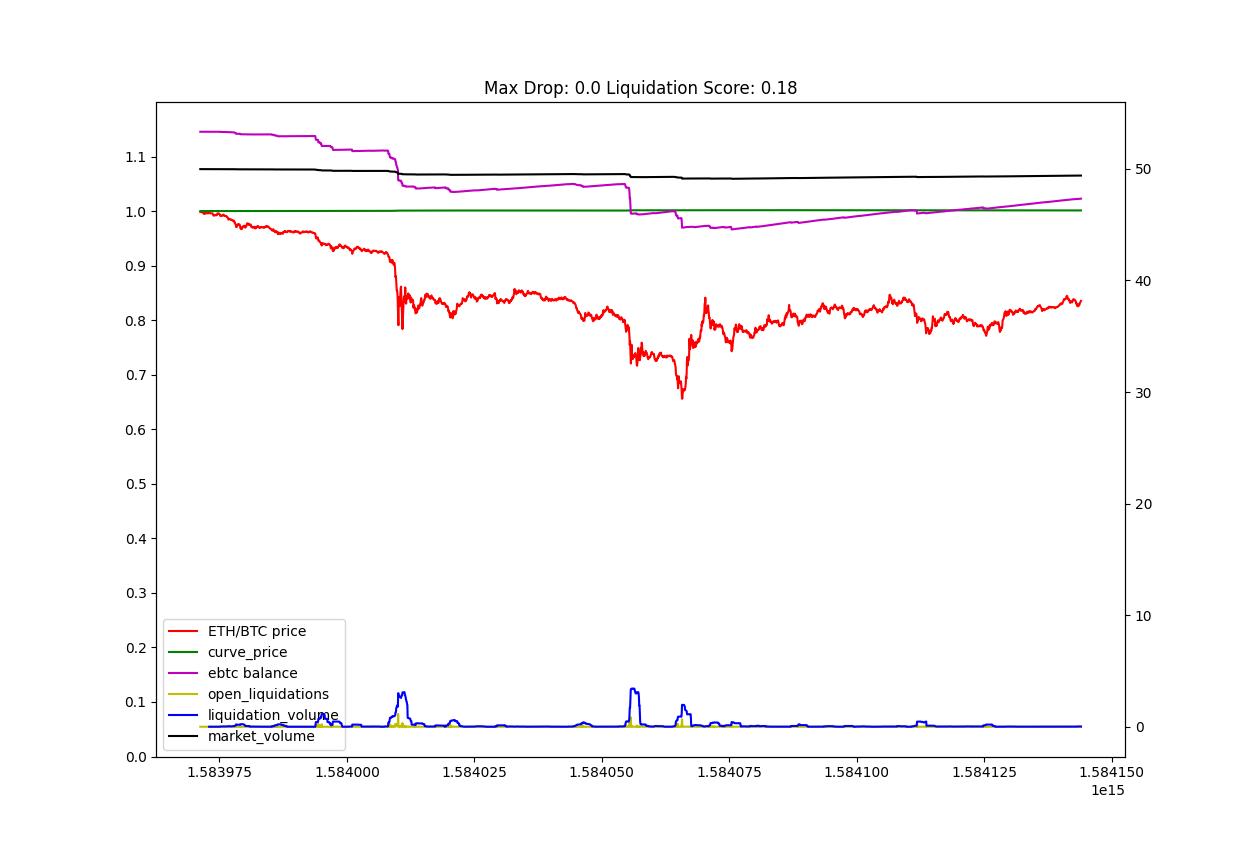 Max Drop: 0.0 Liquidation Score: 0.18
1.1
1.0
0.9
0.8
0.7
0.6
0.5
0.4
0.3
0.2
0.1
0.0
50
40
30
20
10
0
ETH/BTC price
curve_price
ebtc balance
open_liquidations
liquidation_volume
market_volume
1.583975 1.584000 1.584025 1.584050 1.584075 1.584100 1.584125 1.584150
1e15